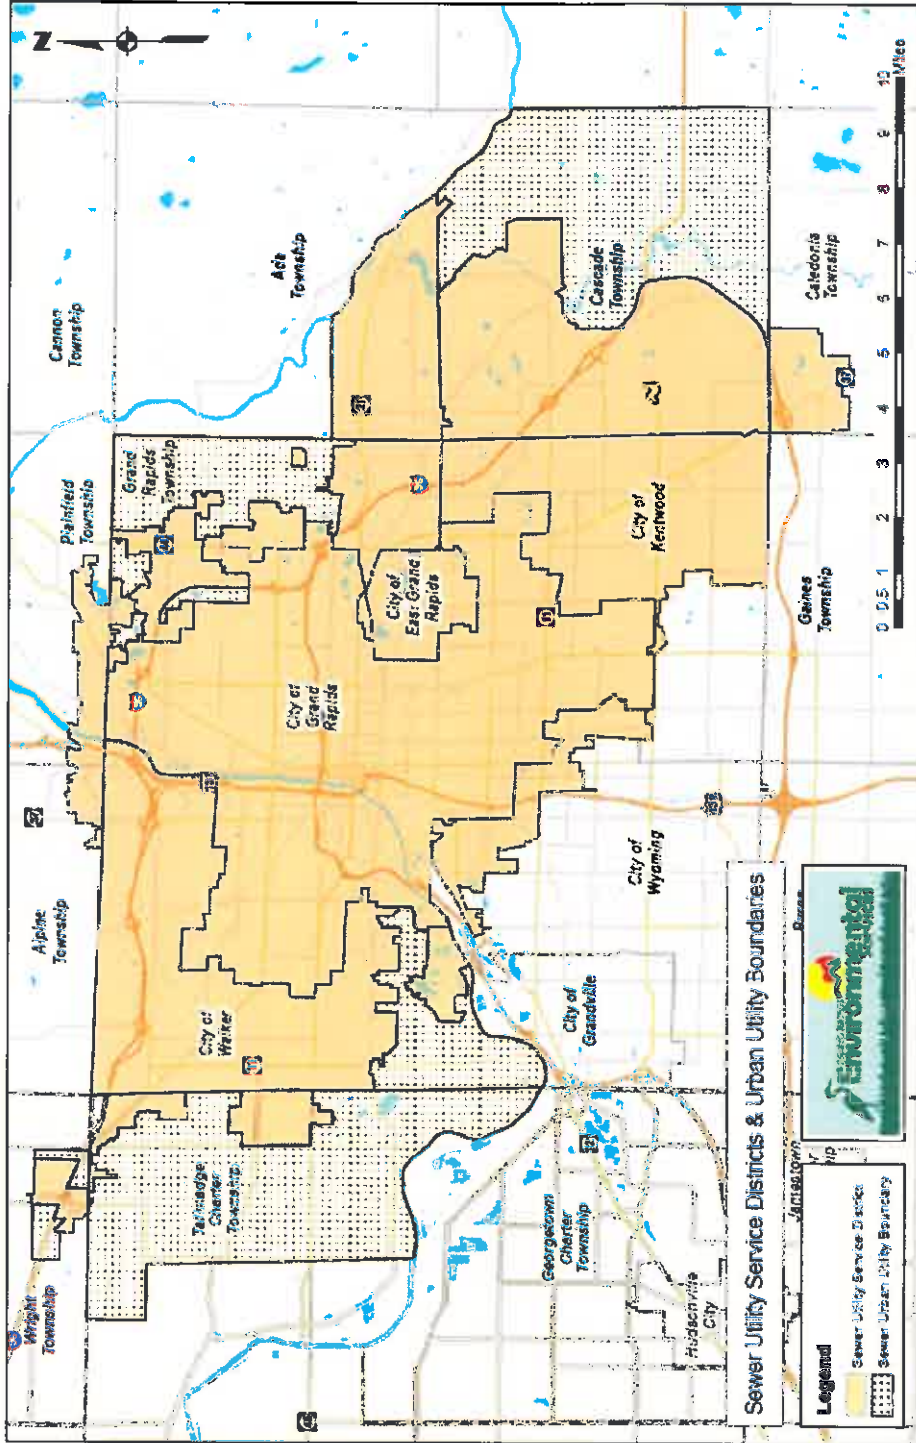 N
Cannon
Township
Ada
Township
Plainfield
Township
Grand
Rapids
Township
Alpine
Township
Wright
Township
Tallmadge
Charter
Township
City of
Walker
City of
Grand
Rapids
City of
East Grand
Rapids
Cascade
Township
Caledonia
Township
City of
Kentwood
Gaines
Township
City of
Wyoming
City of
Grandville
Georgetown
Charter
Township
Hudsonville
City
Jamestown
0 0.5 1 2 3 4 5 6 7 8 9 10
Miles
Sewer Utility Service Districts & Urban Utility Boundaries
Legend
Sewer Utility Service District
Sewer Urban Utility Boundary
Environmental